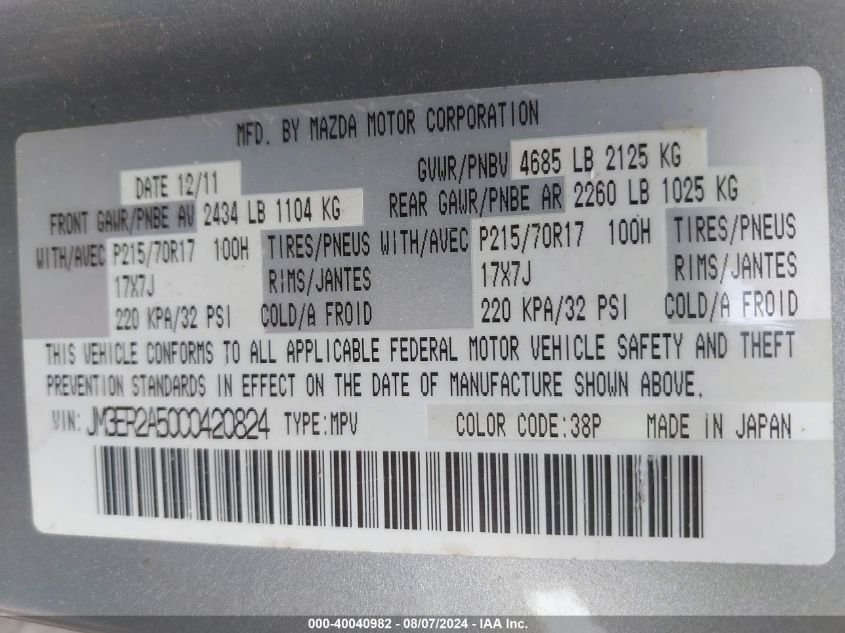 MFD. BY MAZDA MOTOR CORPORATION
DATE 12/11 GVWR/PNBV 4685 LB 2125 KG
FRONT GAWR/PNBE AV 2434 LB 1104 KG REAR GAWR/PNBE AR 2260 LB 1025 KG
WITH/AVEC P215/70R17 100H TIRES/PNEUS WITH/AVEC P215/70R17 100H TIRES/PNEUS
17X7J RIMS/JANTES 17X7J RIMS/JANTES
220 KPA/32 PSI COLD/A FROID 220 KPA/32 PSI COLD/A FROID
THIS VEHICLE CONFORMS TO ALL APPLICABLE FEDERAL MOTOR VEHICLE SAFETY AND THEFT
PREVENTION STANDARDS IN EFFECT ON THE DATE OF MANUFACTURE SHOWN ABOVE.
VIN: JM3ER2A50C0420824 TYPE:MPV COLOR CODE:38P MADE IN JAPAN
000-40040982 - 08/07/2024 - IAA Inc.